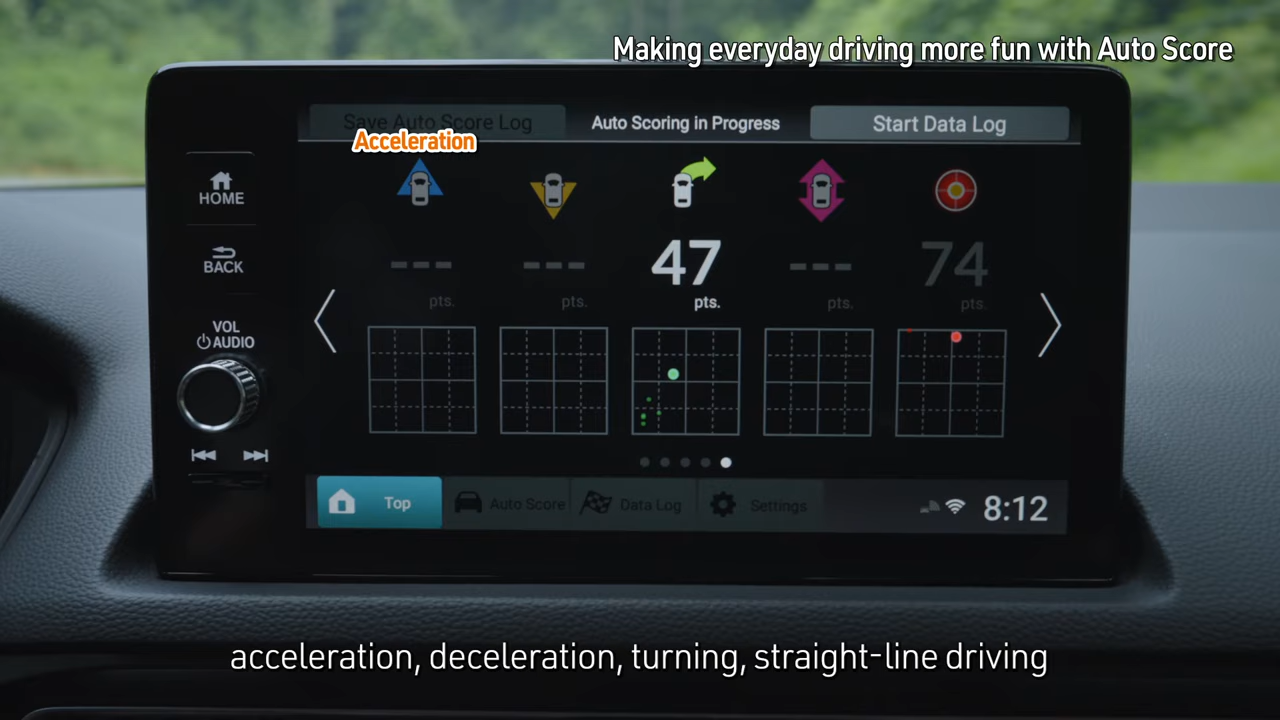 Making everyday driving more fun with Auto Score
Save Auto Score Log
Auto Scoring in Progress
Start Data Log
Acceleration
HOME
BACK
VOL
AUDIO
--- --- 47 --- 74
pts. pts. pts. pts. pts.
Top
Auto Score
Data Log
Settings
8:12
acceleration, deceleration, turning, straight-line driving